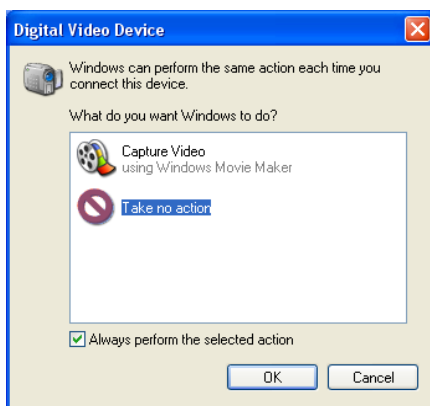 Digital Video Device
Windows can perform the same action each time you
connect this device.
What do you want Windows to do?
Capture Video
using Windows Movie Maker
Take no action
Always perform the selected action
OK
Cancel